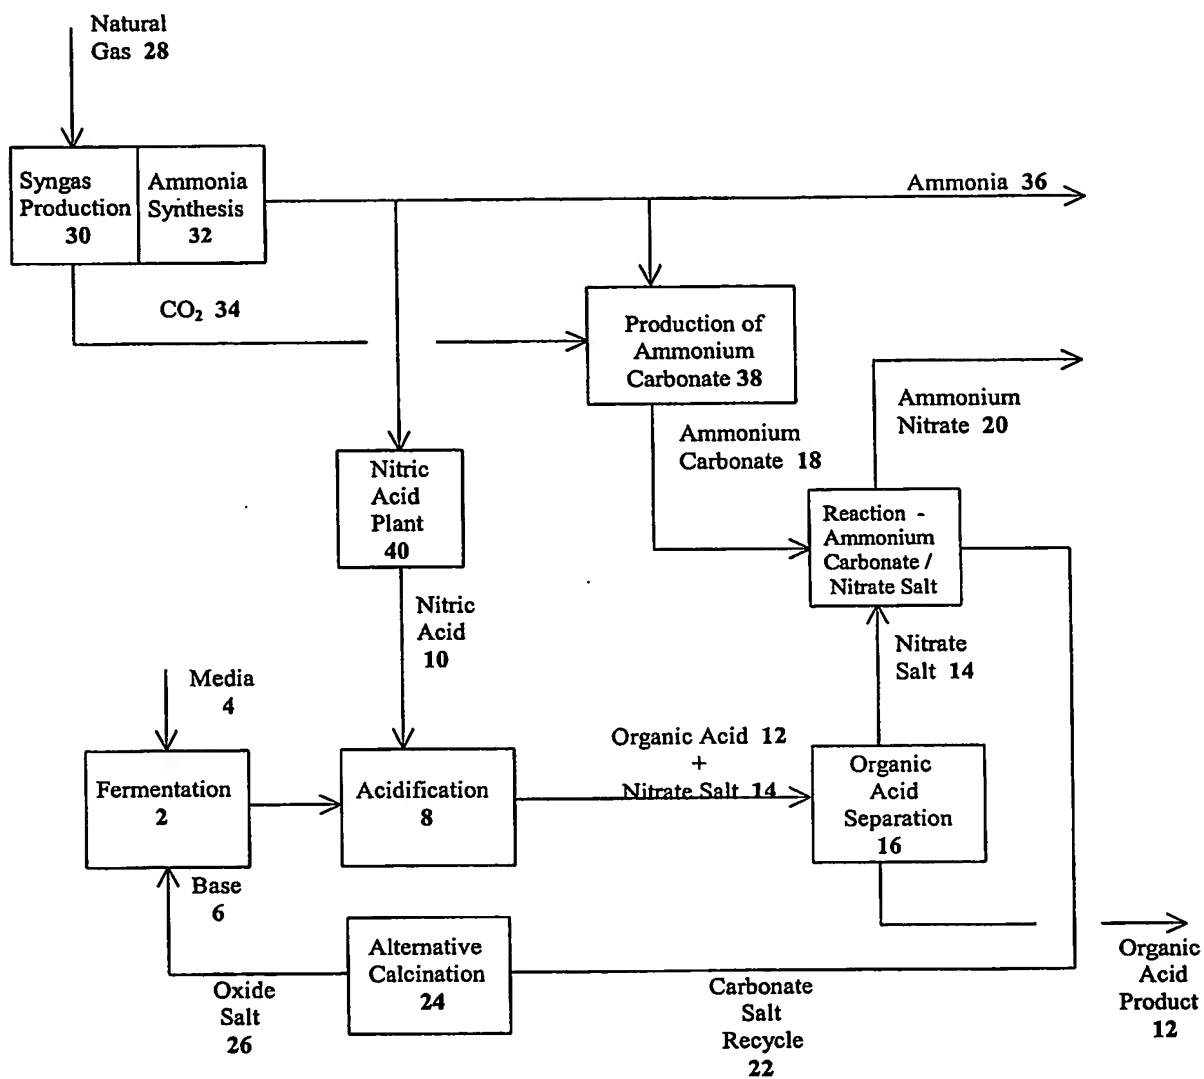 Natural
Gas 28
Syngas
Production
30
Ammonia
Synthesis
32
Ammonia 36
CO₂ 34
Production of
Ammonium
Carbonate 38
Ammonium
Nitrate 20
Ammonium
Carbonate 18
Nitric
Acid
Plant
40
Reaction -
Ammonium
Carbonate /
Nitrate Salt
Nitric
Acid
10
Nitrate
Salt 14
Media
4
Organic Acid 12
+
Nitrate Salt 14
Fermentation
2
Acidification
8
Organic
Acid
Separation
16
Base
6
Alternative
Calcination
24
Oxide
Salt
26
Carbonate
Salt
Recycle
22
Organic
Acid
Product
12